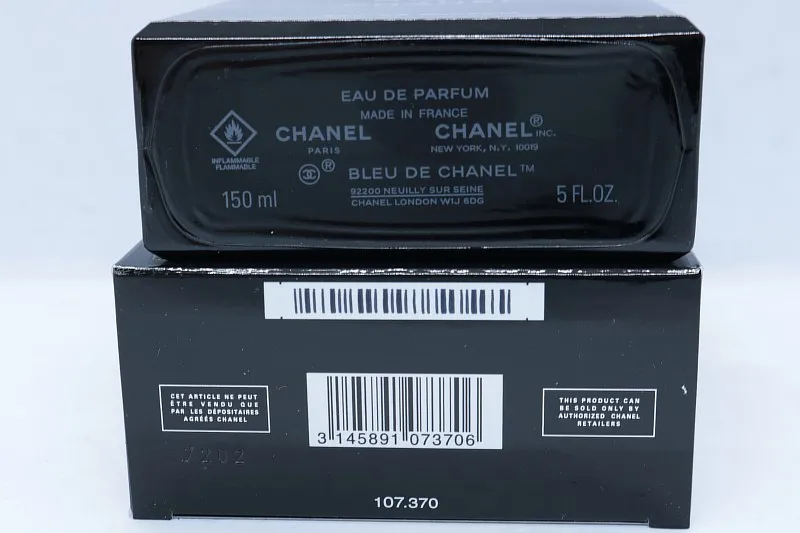 EAU DE PARFUM
MADE IN FRANCE
CHANEL CHANEL® INC.
PARIS NEW YORK, N.Y. 10019
INFLAMMABLE
FLAMMABLE
® BLEU DE CHANEL™
150 ml 92200 NEUILLY SUR SEINE 5 FL.OZ.
CHANEL LONDON W1J 6DG
CET ARTICLE NE PEUT
ÊTRE VENDU QUE
PAR LES DÉPOSITAIRES
AGRÉÉS CHANEL
3 145891 073706
THIS PRODUCT CAN
BE SOLD ONLY BY
AUTHORIZED CHANEL
RETAILERS
107.370